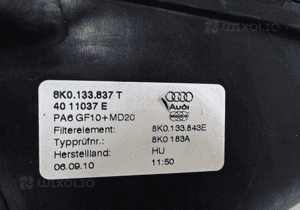 WIXOLIO
8K0.133.837 T
40 11037 E
PA6 GF10+MD20
Audi
Filterelement: 8K0.133.843E
Typprüfnr.: 8K0 183A
Herstelland: HU
06.09.10 11:50